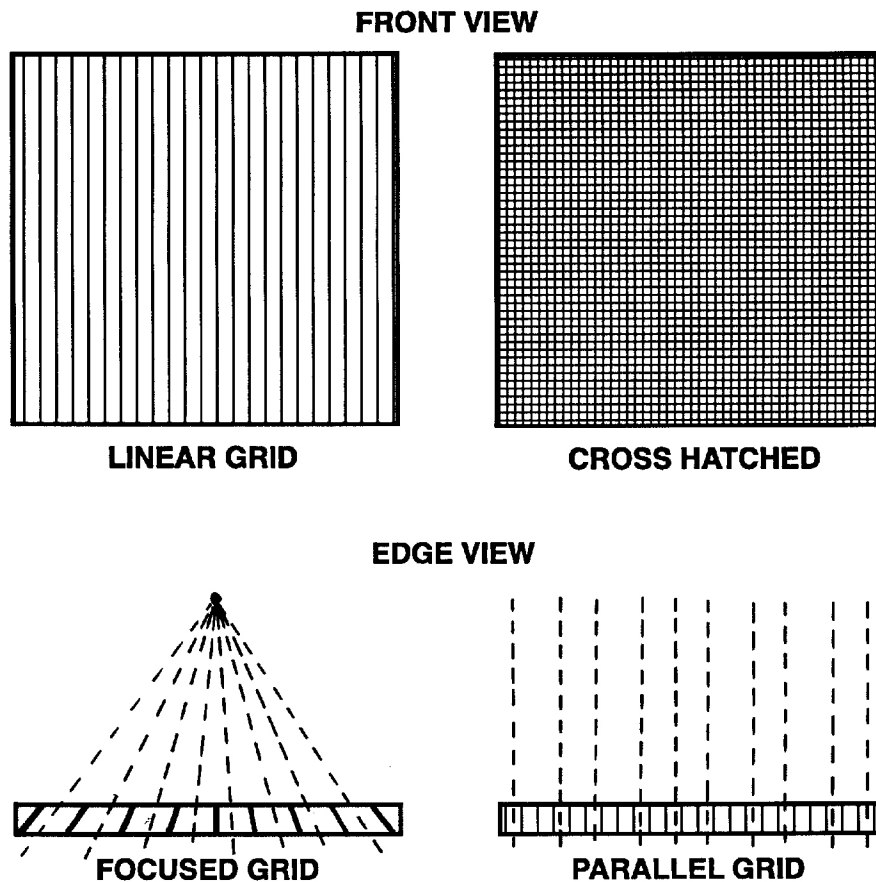 FRONT VIEW
LINEAR GRID
CROSS HATCHED
EDGE VIEW
FOCUSED GRID
PARALLEL GRID